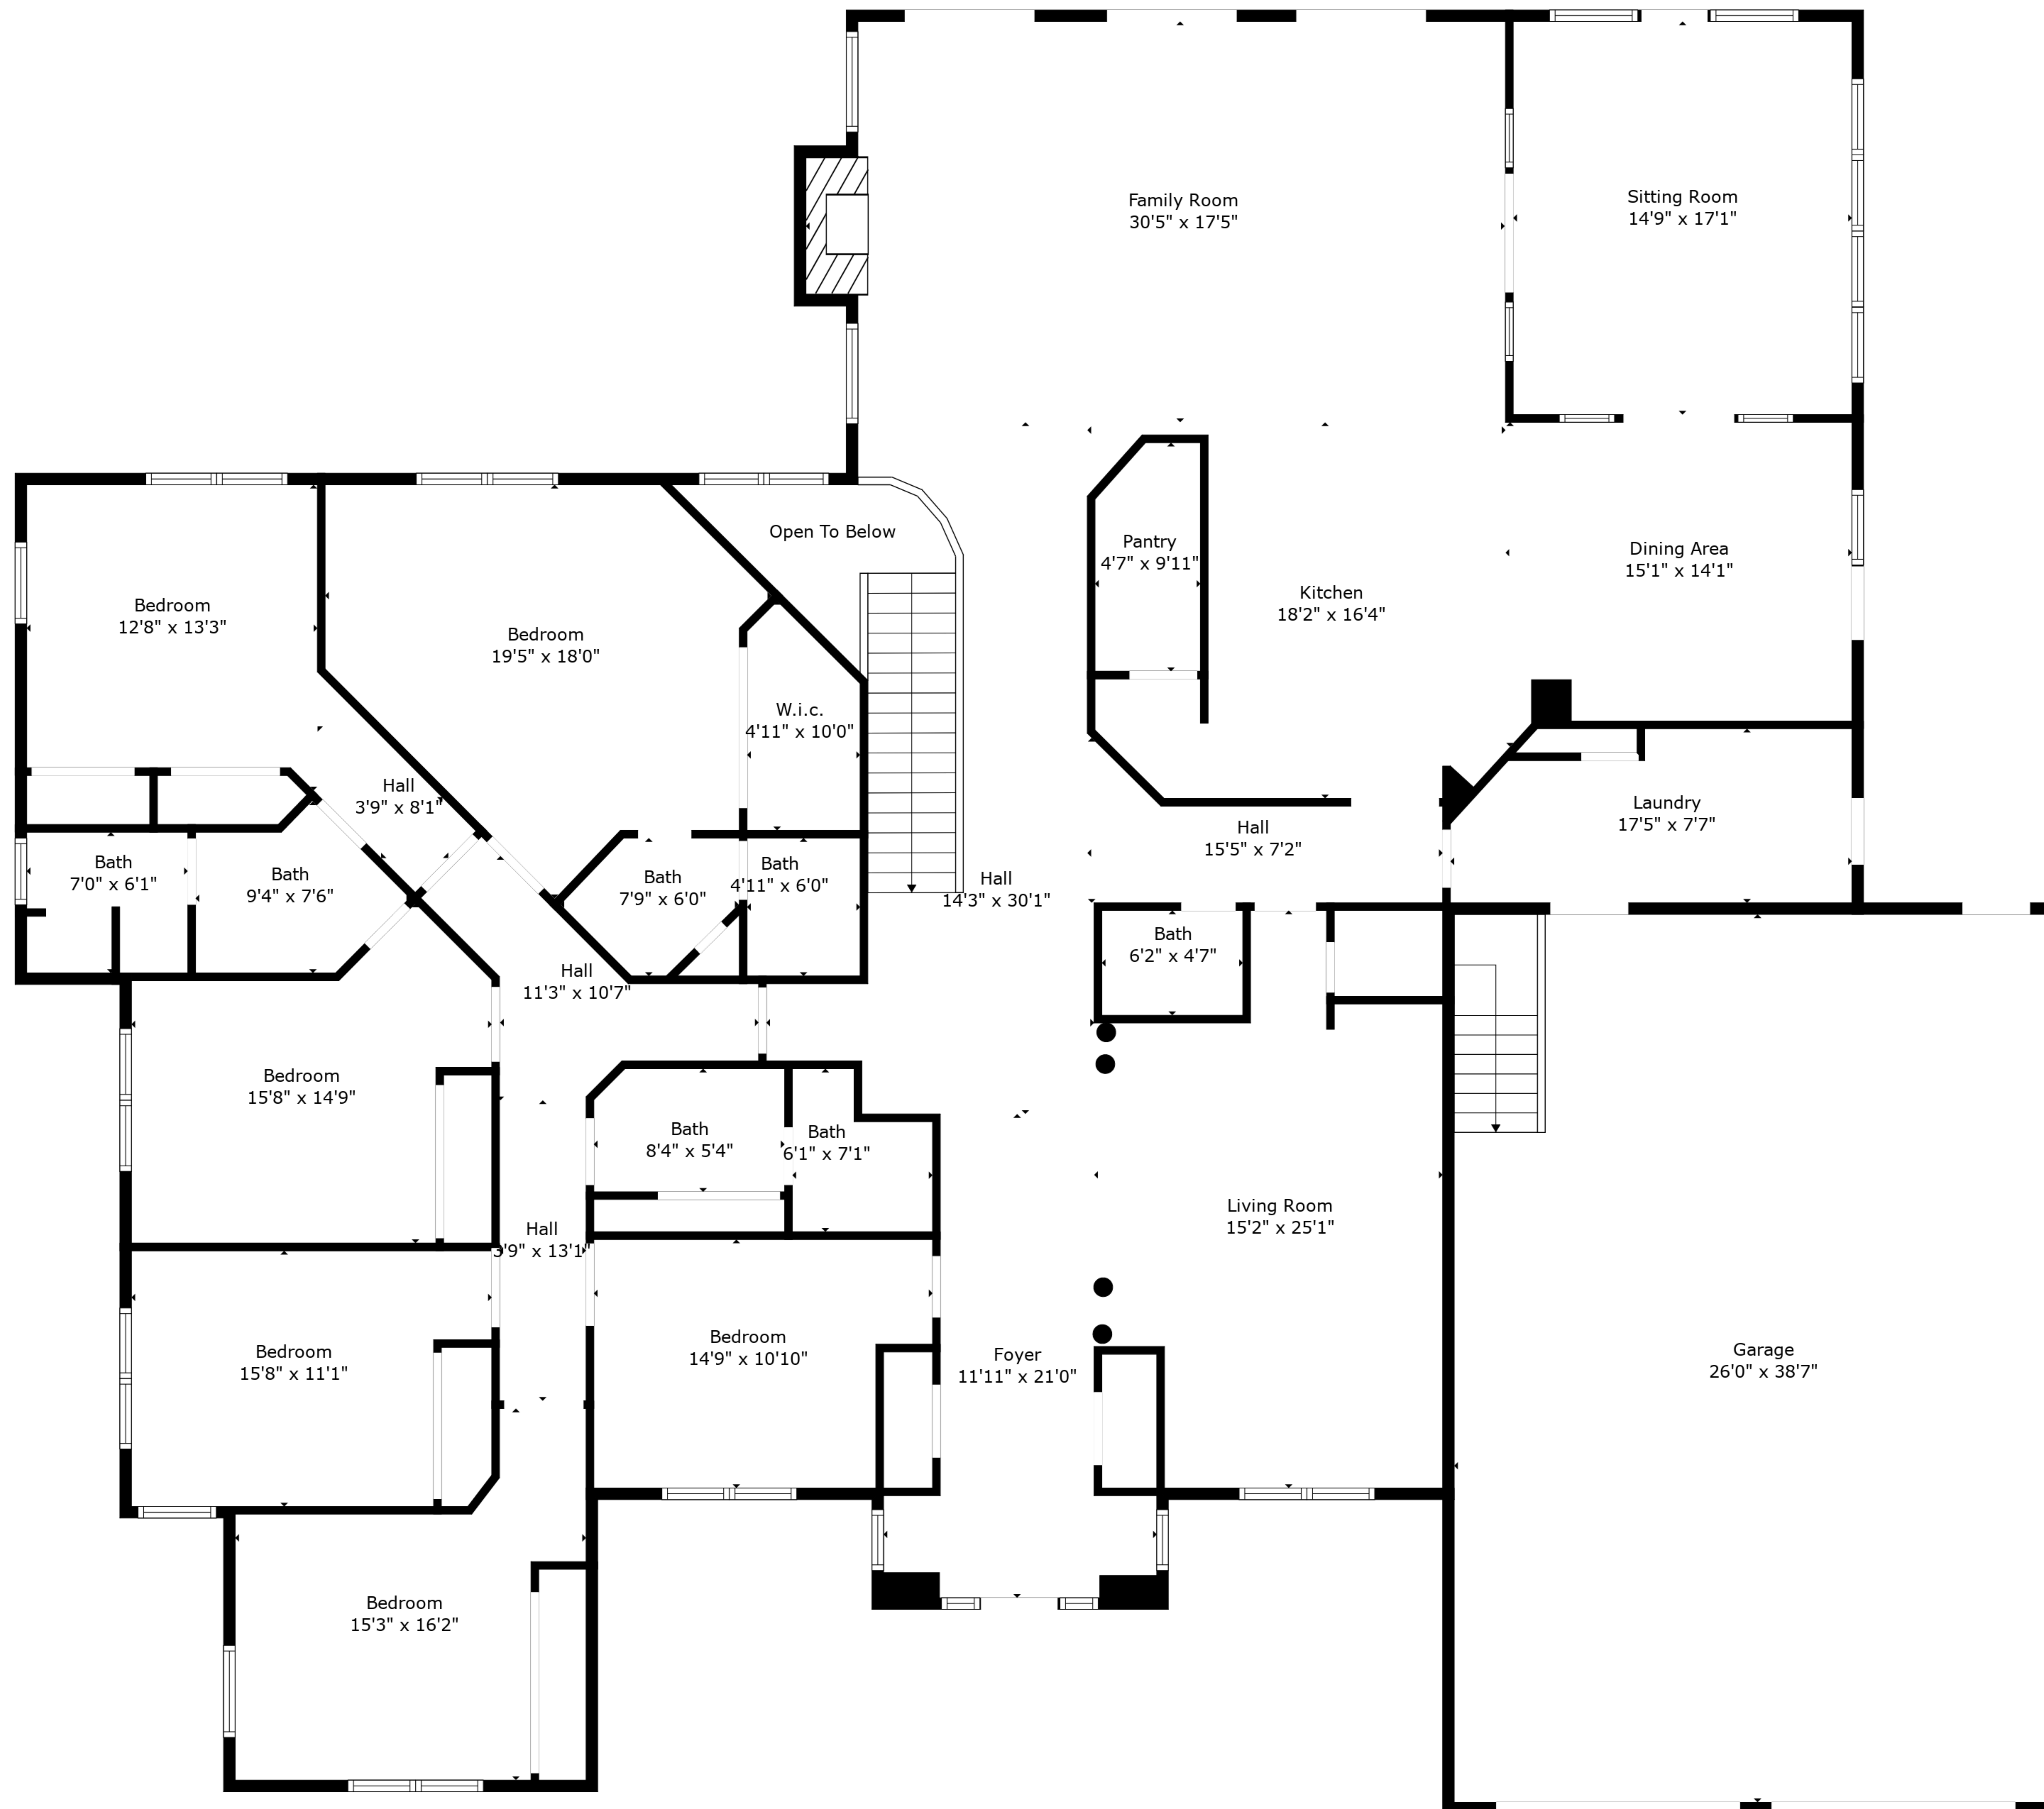 Family Room
30'5" x 17'5"
Sitting Room
14'9" x 17'1"
Open To Below
Pantry
4'7" x 9'11"
Dining Area
15'1" x 14'1"
Kitchen
18'2" x 16'4"
Bedroom
12'8" x 13'3"
Bedroom
19'5" x 18'0"
W.i.c.
4'11" x 10'0"
Hall
3'9" x 8'1"
Laundry
17'5" x 7'7"
Hall
15'5" x 7'2"
Bath
7'0" x 6'1"
Bath
9'4" x 7'6"
Bath
7'9" x 6'0"
Bath
4'11" x 6'0"
Hall
14'3" x 30'1"
Bath
6'2" x 4'7"
Hall
11'3" x 10'7"
Bedroom
15'8" x 14'9"
Bath
8'4" x 5'4"
Bath
6'1" x 7'1"
Living Room
15'2" x 25'1"
Hall
3'9" x 13'1"
Bedroom
15'8" x 11'1"
Bedroom
14'9" x 10'10"
Foyer
11'11" x 21'0"
Garage
26'0" x 38'7"
Bedroom
15'3" x 16'2"